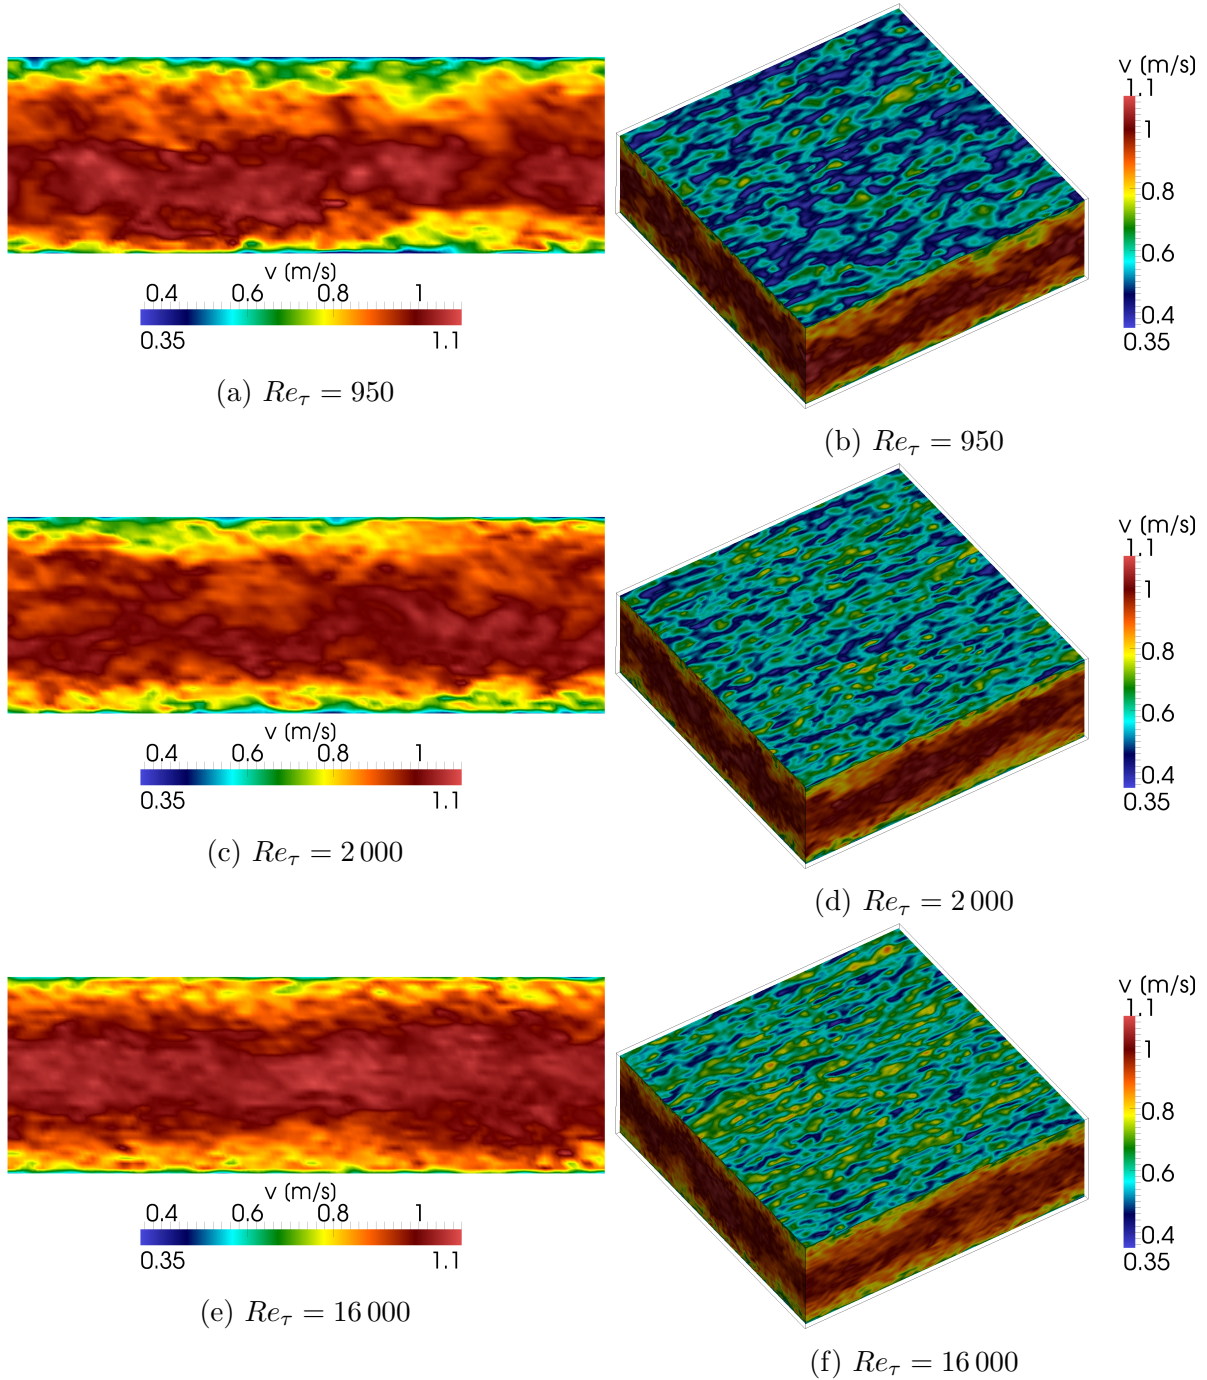 v (m/s)
0.4 0.6 0.8 1
0.35 1.1
(a) Re_τ = 950
v (m/s)
1.1
1
0.8
0.6
0.4
0.35
(b) Re_τ = 950
v (m/s)
0.4 0.6 0.8 1
0.35 1.1
(c) Re_τ = 2 000
v (m/s)
1.1
1
0.8
0.6
0.4
0.35
(d) Re_τ = 2 000
v (m/s)
0.4 0.6 0.8 1
0.35 1.1
(e) Re_τ = 16 000
v (m/s)
1.1
1
0.8
0.6
0.4
0.35
(f) Re_τ = 16 000